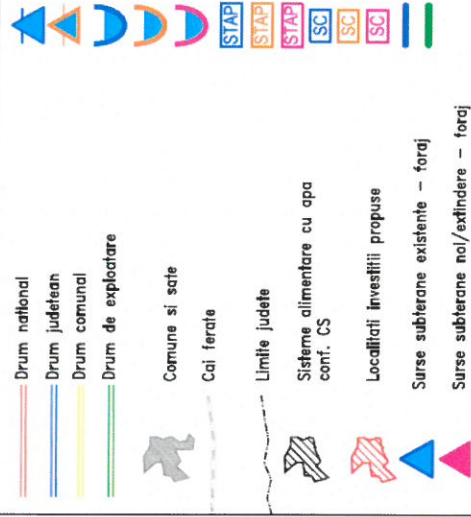 Drum national
Drum judetean
Drum comunal
Drum de exploatare
Comune si sate
Cai ferate
Limite judete
Sisteme alimentare cu apa
conf. CS
Localitati investitii propuse
Surse subterane existente – foraj
Surse subterane noi/extindere – foraj
STAP
STAP
STAP
SC
SC
SC